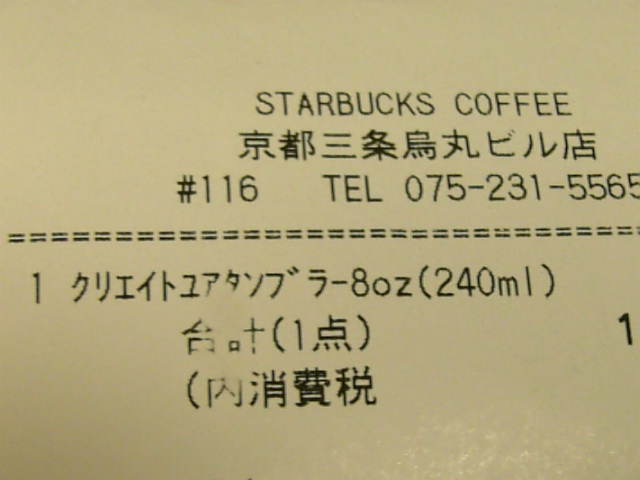 STARBUCKS COFFEE
京都三条烏丸ビル店
#116 TEL 075-231-5565
================================================
1 クリエイトユアタンブラー8oz(240ml)
合計(1点) 1
(内消費税